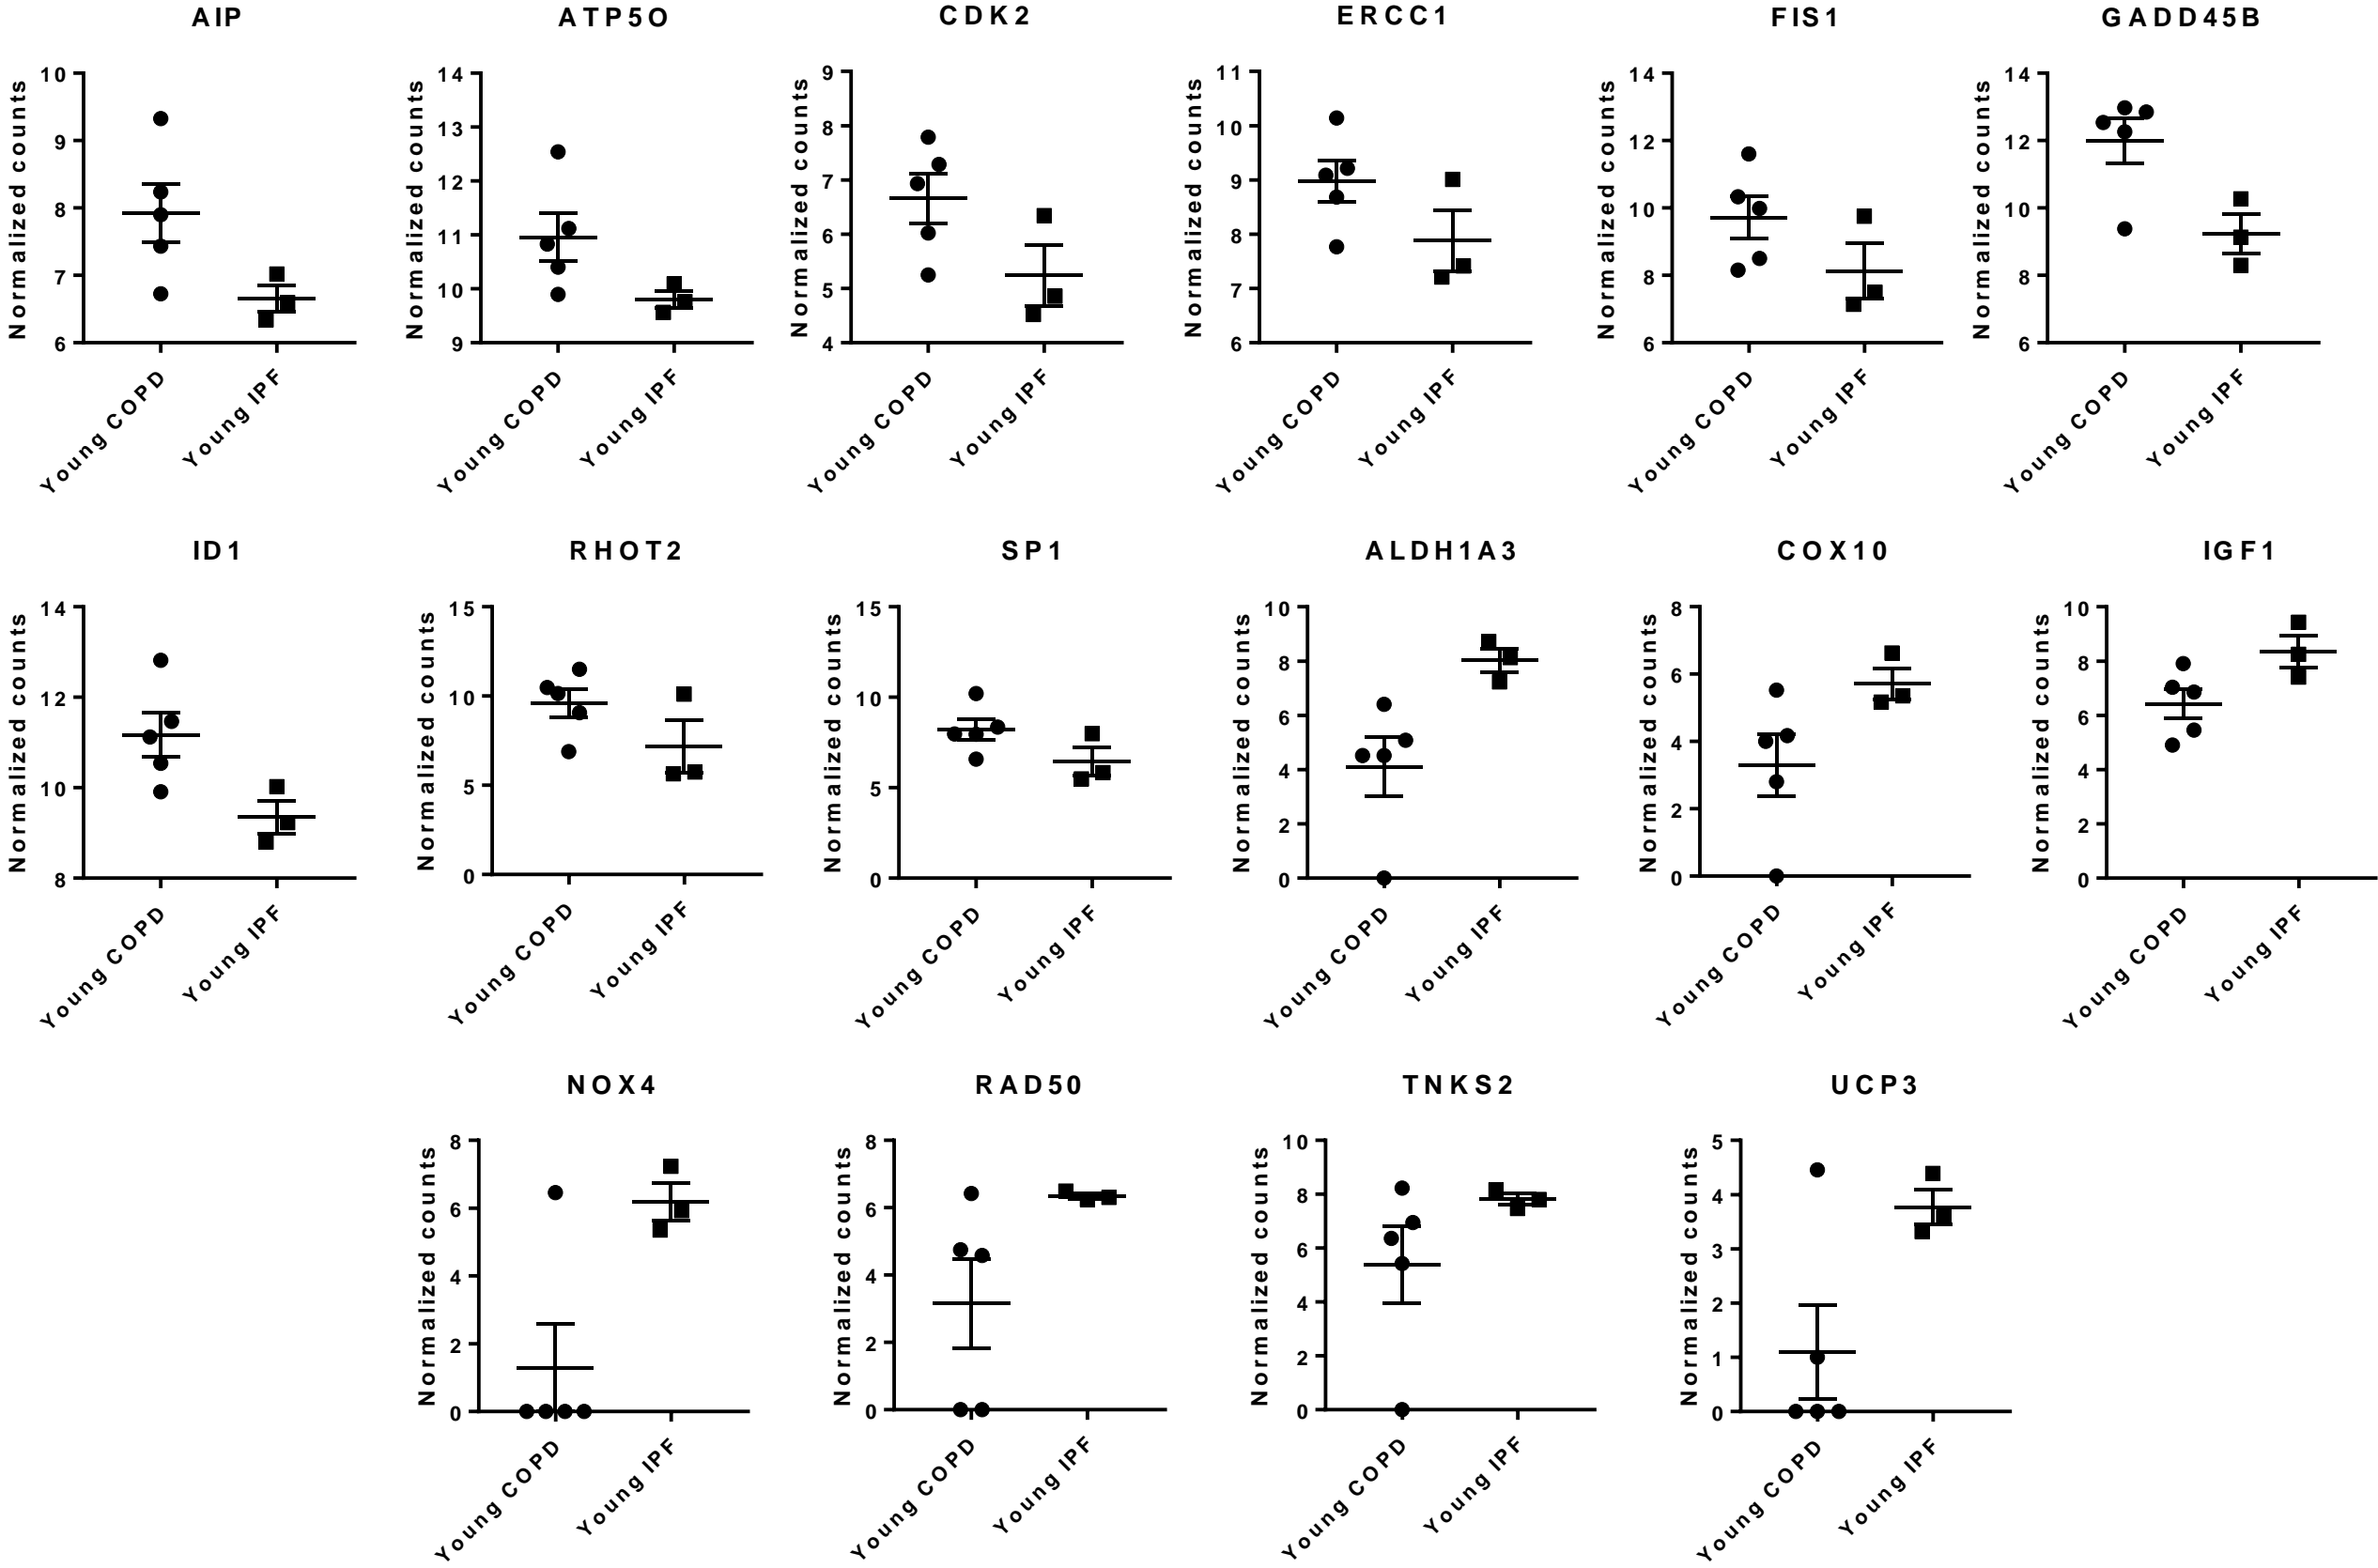 AIP
Normalized counts
10
9
8
7
6
Young COPD
Young IPF
ATP5O
Normalized counts
14
13
12
11
10
9
Young COPD
Young IPF
CDK2
Normalized counts
9
8
7
6
5
4
Young COPD
Young IPF
ERCC1
Normalized counts
11
10
9
8
7
6
Young COPD
Young IPF
FIS1
Normalized counts
14
12
10
8
6
Young COPD
Young IPF
GADD45B
Normalized counts
14
12
10
8
6
Young COPD
Young IPF
ID1
Normalized counts
14
12
10
8
Young COPD
Young IPF
RHOT2
Normalized counts
15
10
5
0
Young COPD
Young IPF
SP1
Normalized counts
15
10
5
0
Young COPD
Young IPF
ALDH1A3
Normalized counts
10
8
6
4
2
0
Young COPD
Young IPF
COX10
Normalized counts
8
6
4
2
0
Young COPD
Young IPF
IGF1
Normalized counts
10
8
6
4
2
0
Young COPD
Young IPF
NOX4
Normalized counts
8
6
4
2
0
Young COPD
Young IPF
RAD50
Normalized counts
8
6
4
2
0
Young COPD
Young IPF
TNKS2
Normalized counts
10
8
6
4
2
0
Young COPD
Young IPF
UCP3
Normalized counts
5
4
3
2
1
0
Young COPD
Young IPF